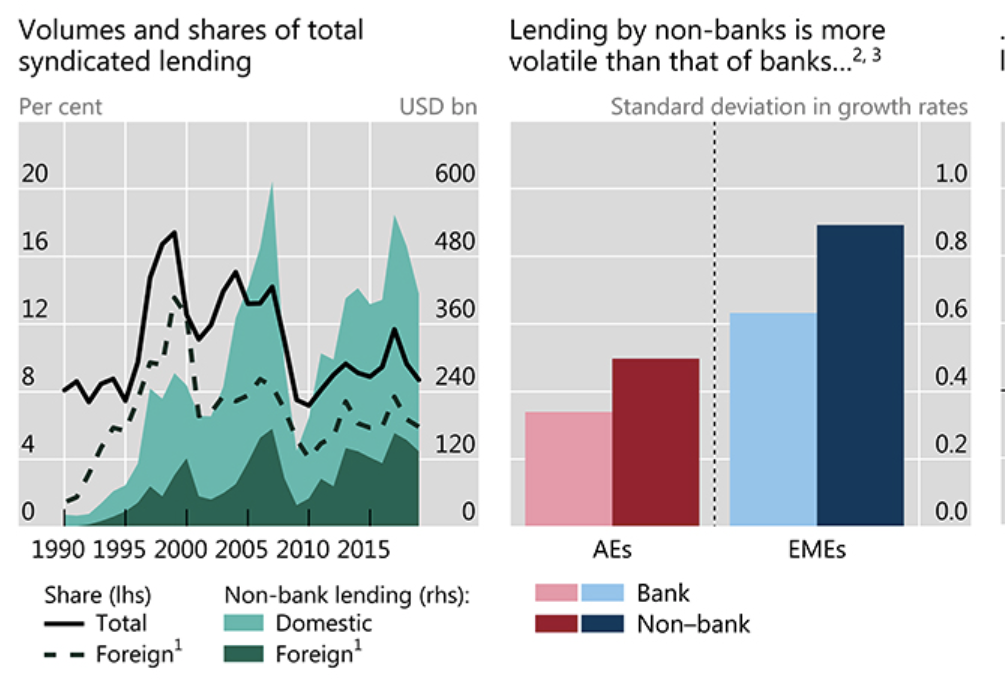 Volumes and shares of total
syndicated lending
Per cent
USD bn
20
16
12
8
4
0
600
480
360
240
120
0
1990 1995 2000 2005 2010 2015
Share (lhs)
Total
Foreign1
Non-bank lending (rhs):
Domestic
Foreign1
Lending by non-banks is more
volatile than that of banks...2, 3
Standard deviation in growth rates
1.0
0.8
0.6
0.4
0.2
0.0
AEs
EMEs
Bank
Non–bank